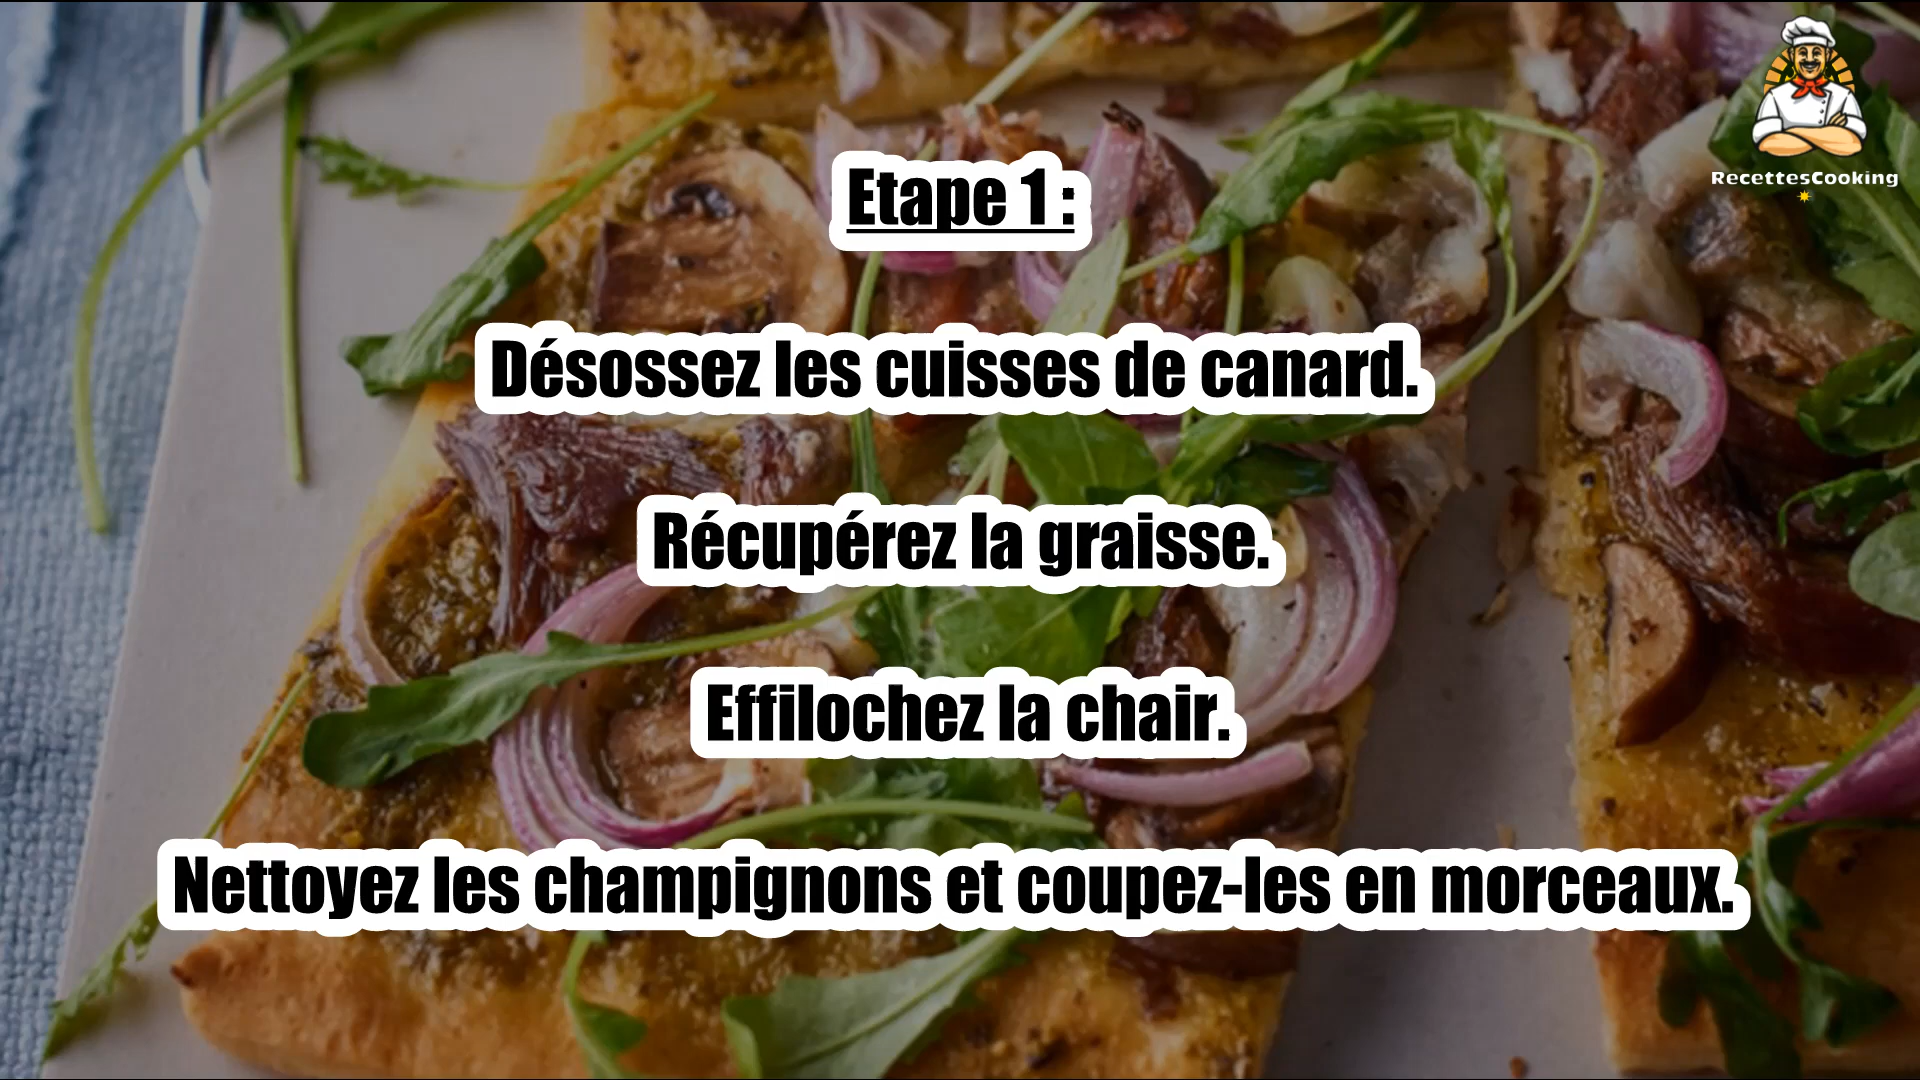 RecettesCooking
Etape 1 :
Désossez les cuisses de canard.
Récupérez la graisse.
Effilochez la chair.
Nettoyez les champignons et coupez-les en morceaux.